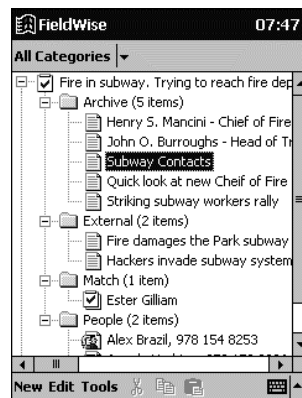 FieldWise 07:47
All Categories
Fire in subway. Trying to reach fire dep
Archive (5 items)
Henry S. Mancini - Chief of Fire
John O. Burroughs - Head of Tr
Subway Contacts
Quick look at new Cheif of Fire
Striking subway workers rally
External (2 items)
Fire damages the Park subway
Hackers invade subway system
Match (1 item)
Ester Gilliam
People (2 items)
Alex Brazil, 978 154 8253
New Edit Tools